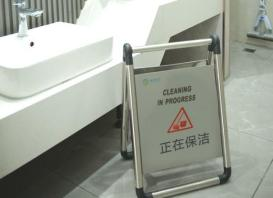 CLEANING
IN PROGRESS
正在保洁